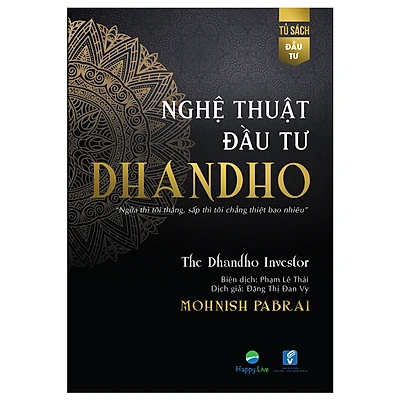 TỦ SÁCH
ĐẦU TƯ
NGHỆ THUẬT
ĐẦU TƯ
DHANDHO
"Ngửa thì tôi thắng, sấp thì tôi chẳng thiệt bao nhiêu"
The Dhandho Investor
Biên dịch: Phạm Lê Thái
Dịch giả: Đặng Thị Đan Vy
MOHNISH PABRAI
Happy.Live